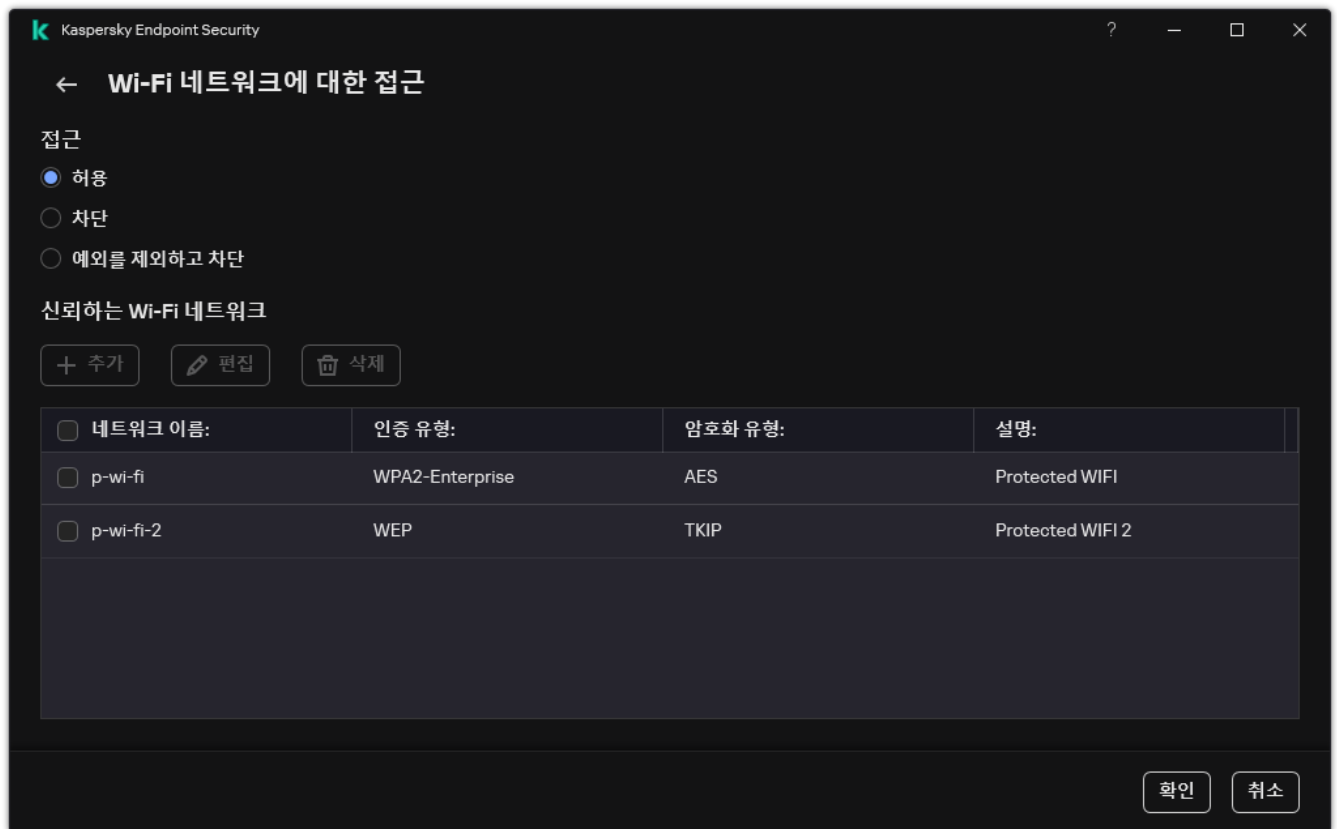 Kaspersky Endpoint Security ?
Wi-Fi 네트워크에 대한 접근
접근
허용
차단
예외를 제외하고 차단
신뢰하는 Wi-Fi 네트워크
추가 편집 삭제
네트워크 이름: 인증 유형: 암호화 유형: 설명:
p-wi-fi WPA2-Enterprise AES Protected WIFI
p-wi-fi-2 WEP TKIP Protected WIFI 2
확인 취소